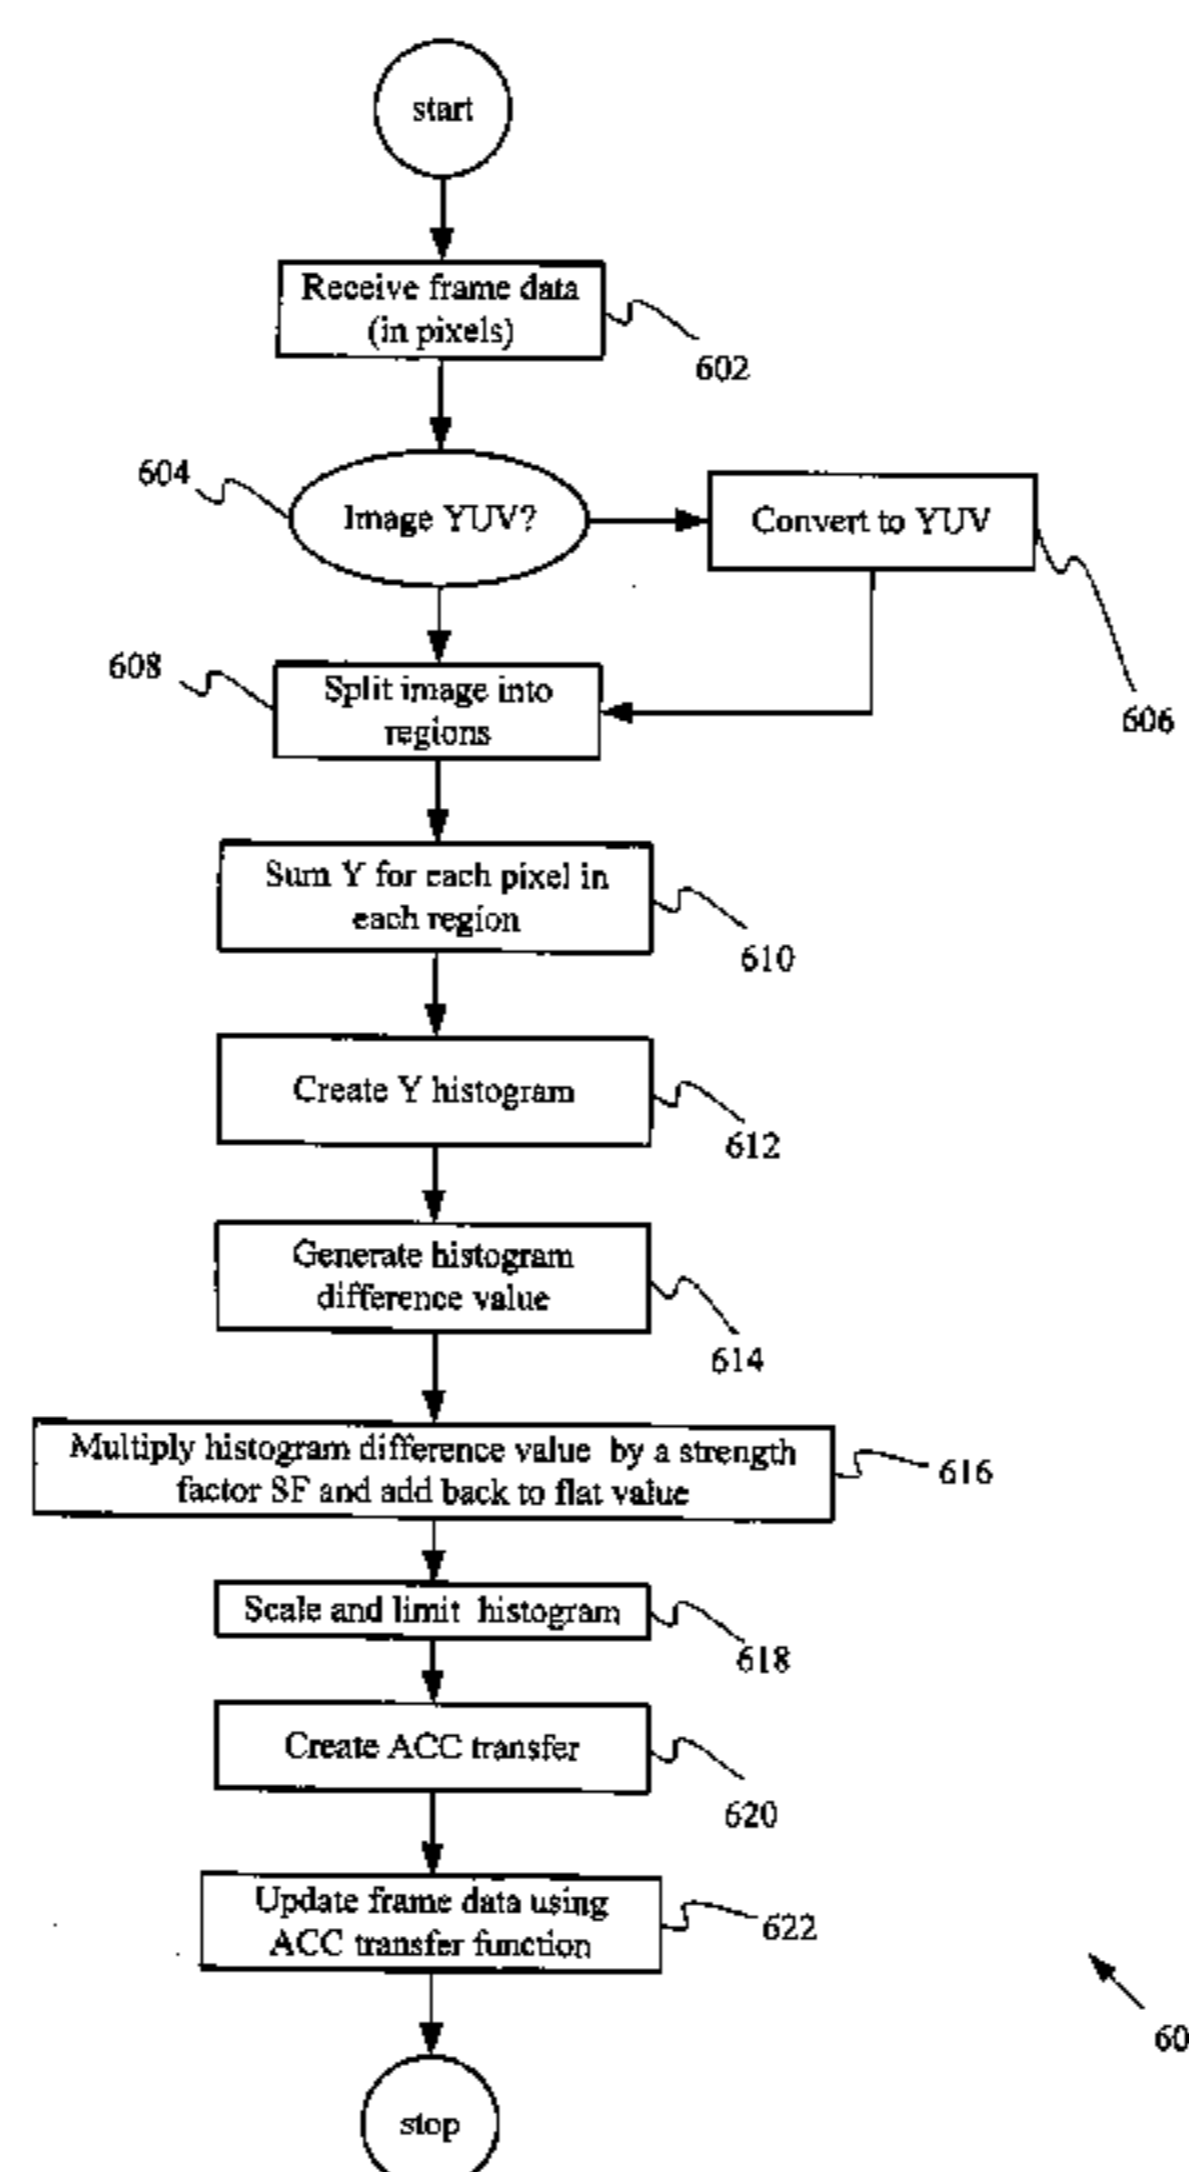 start
Receive frame data
(in pixels)
602
604
Image YUV?
Convert to YUV
606
608
Split image into
regions
Sum Y for each pixel in
each region
610
Create Y histogram
612
Generate histogram
difference value
614
Multiply histogram difference value by a strength
factor SF and add back to flat value
616
Scale and limit histogram
618
Create ACC transfer
620
Update frame data using
ACC transfer function
622
60
stop